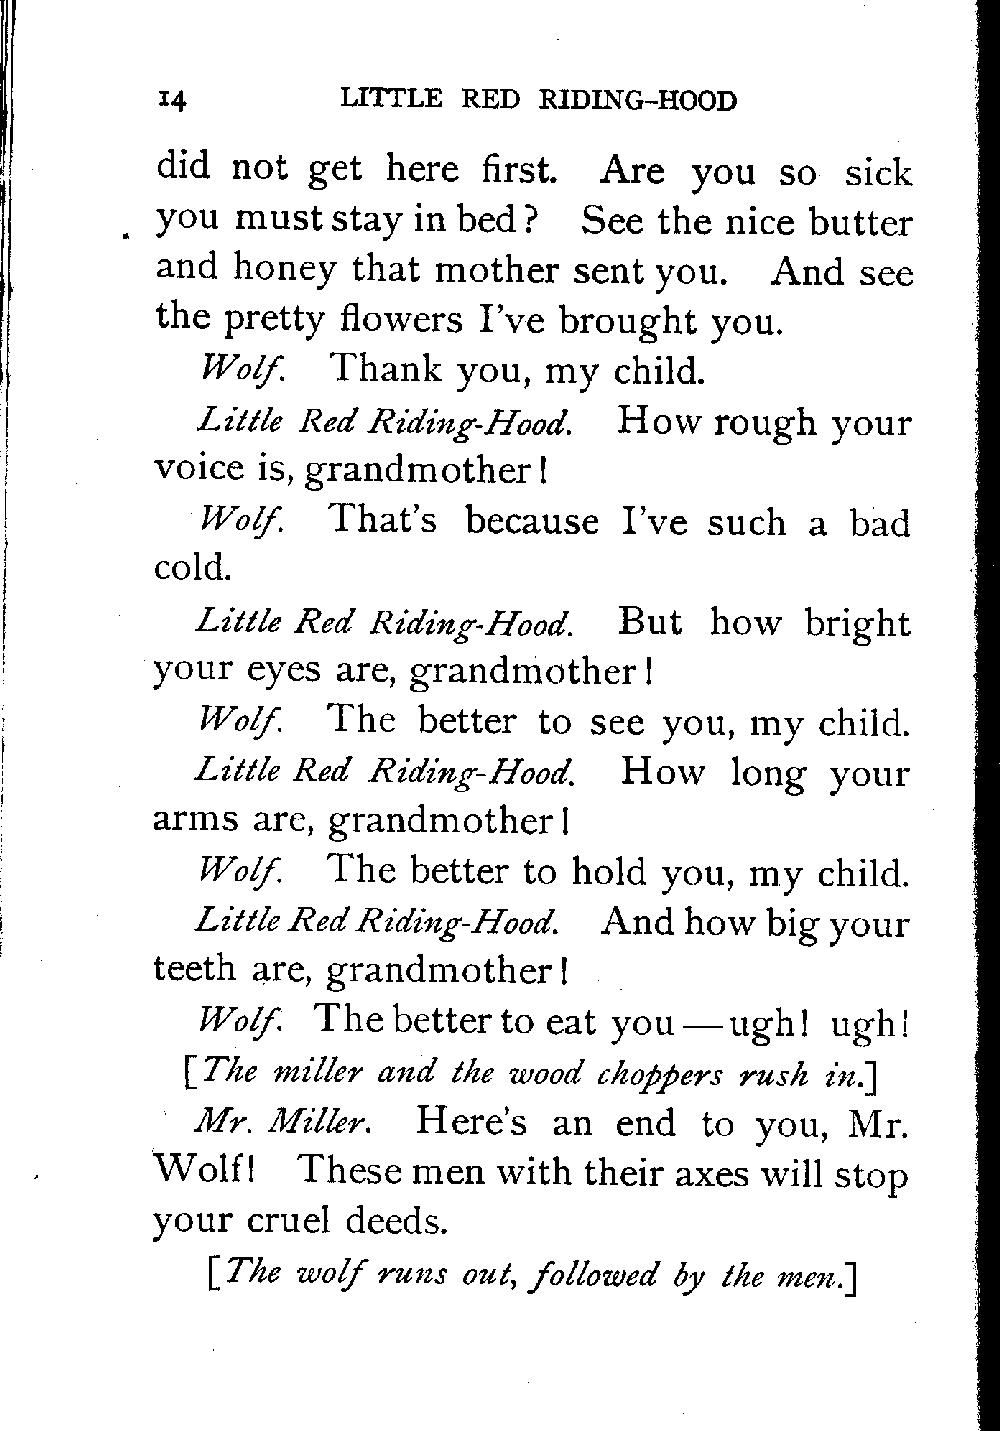 14 LITTLE RED RIDING-HOOD
did not get here first. Are you so sick
you must stay in bed? See the nice butter
and honey that mother sent you. And see
the pretty flowers I've brought you.
Wolf. Thank you, my child.
Little Red Riding-Hood. How rough your
voice is, grandmother!
Wolf. That's because I've such a bad
cold.
Little Red Riding-Hood. But how bright
your eyes are, grandmother!
Wolf. The better to see you, my child.
Little Red Riding-Hood. How long your
arms are, grandmother!
Wolf. The better to hold you, my child.
Little Red Riding-Hood. And how big your
teeth are, grandmother!
Wolf. The better to eat you—ugh! ugh!
[The miller and the wood choppers rush in.]
Mr. Miller. Here's an end to you, Mr.
Wolf! These men with their axes will stop
your cruel deeds.
[The wolf runs out, followed by the men.]